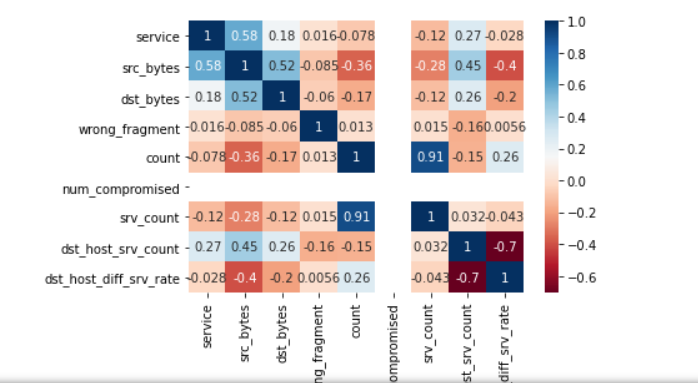 service 1 0.58 0.18 0.016 -0.078 -0.12 0.27 -0.028
src_bytes 0.58 1 0.52 -0.085 -0.36 -0.28 0.45 -0.4
dst_bytes 0.18 0.52 1 -0.06 -0.17 -0.12 0.26 -0.2
wrong_fragment 0.016 -0.085 -0.06 1 0.013 0.015 -0.16 0.0056
count -0.078 -0.36 -0.17 0.013 1 0.91 -0.15 0.26
num_compromised
srv_count -0.12 -0.28 -0.12 0.015 0.91 1 0.032 -0.043
dst_host_srv_count 0.27 0.45 0.26 -0.16 -0.15 0.032 1 -0.7
dst_host_diff_srv_rate -0.028 -0.4 -0.2 0.0056 0.26 -0.043 -0.7 1
service
src_bytes
dst_bytes
ng_fragment
count
ompromised
srv_count
st_srv_count
diff_srv_rate
1.0
0.8
0.6
0.4
0.2
0.0
−0.2
−0.4
−0.6